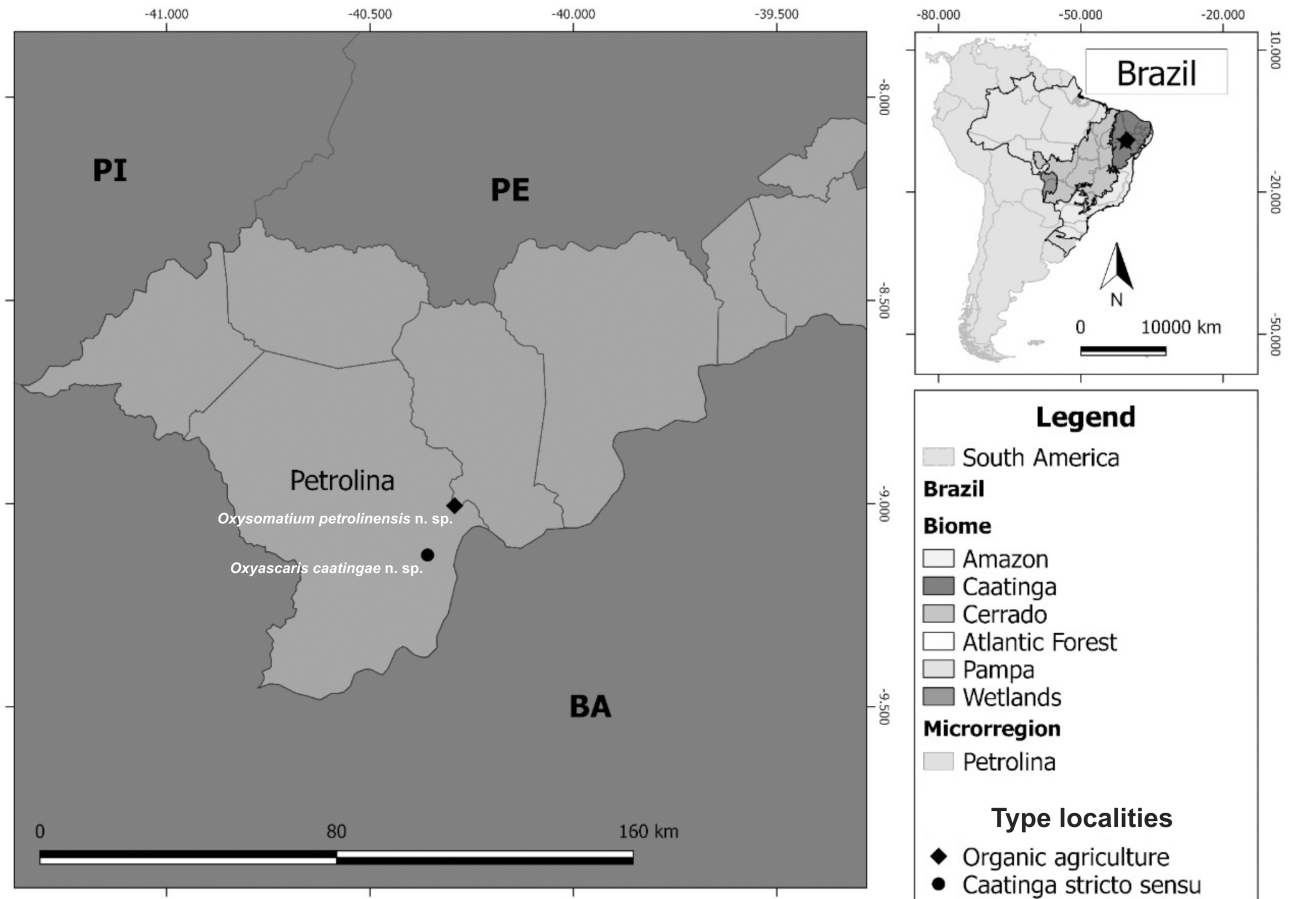 -41.000
-40.500
-40.000
-39.500
-8.000
-8.500
-9.000
-9.500
PI
PE
Petrolina
Oxysomatium petrolinensis n. sp.
Oxyascaris caatingae n. sp.
BA
0 80 160 km
-80.000
-50.000
-20.000
10.000
-20.000
-50.000
Brazil
N
0 10000 km
Legend
South America
Brazil
Biome
Amazon
Caatinga
Cerrado
Atlantic Forest
Pampa
Wetlands
Microrregion
Petrolina
Type localities
Organic agriculture
Caatinga stricto sensu